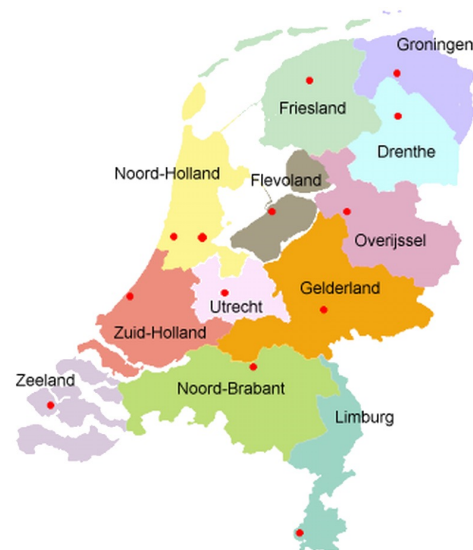 Groningen
Friesland
Drenthe
Noord-Holland
Flevoland
Overijssel
Gelderland
Utrecht
Zuid-Holland
Zeeland
Noord-Brabant
Limburg